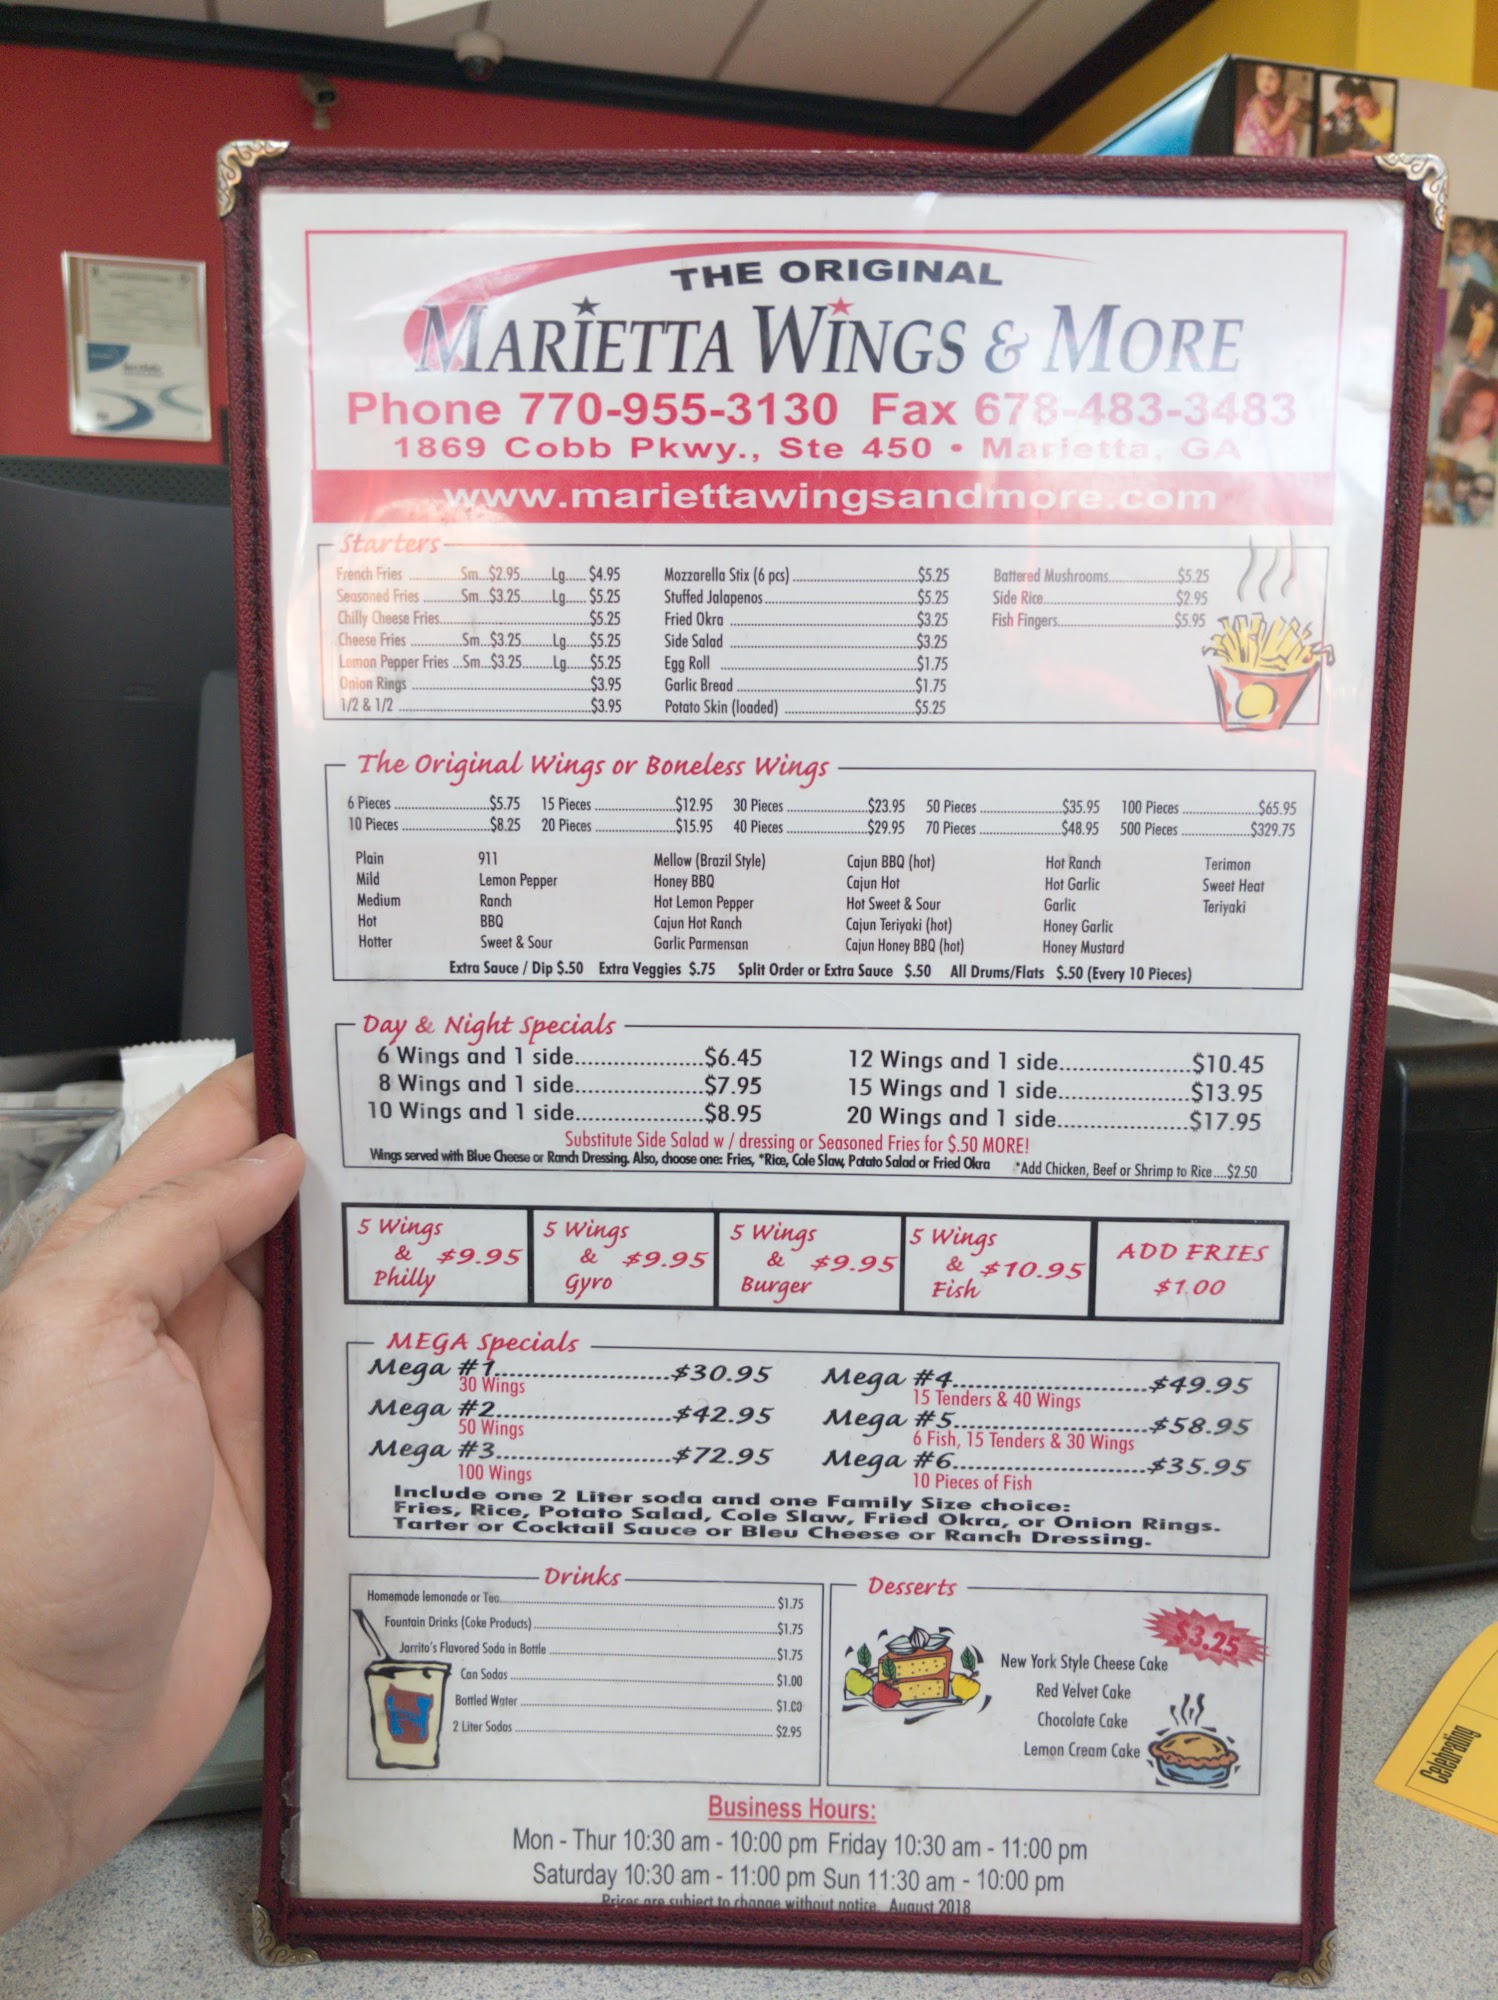 THE ORIGINAL
MARIETTA WINGS & MORE
Phone 770-955-3130 Fax 678-483-3483
1869 Cobb Pkwy., Ste 450 • Marietta, GA
www.mariettawingsandmore.com
Starters
French Fries Sm...$2.95 Lg...... $4.95
Seasoned Fries Sm...$3.25 Lg...... $5.25
Chilly Cheese Fries $5.25
Cheese Fries Sm...$3.25 Lg......$5.25
Lemon Pepper Fries ...Sm...$3.25 Lg......$5.25
Onion Rings $3.95
1/2 & 1/2 $3.95
Mozzarella Stix (6 pcs) $5.25
Stuffed Jalapenos $5.25
Fried Okra $3.25
Side Salad $3.25
Egg Roll $1.75
Garlic Bread $1.75
Potato Skin (loaded) $5.25
Battered Mushrooms $5.25
Side Rice $2.95
Fish Fingers $5.95
The Original Wings or Boneless Wings
6 Pieces $5.75 15 Pieces $12.95 30 Pieces $23.95 50 Pieces $35.95 100 Pieces $65.95
10 Pieces $8.25 20 Pieces $15.95 40 Pieces $29.95 70 Pieces $48.95 500 Pieces $329.75
Plain 911 Mellow (Brazil Style) Cajun BBQ (hot) Hot Ranch Terimon
Mild Lemon Pepper Honey BBQ Cajun Hot Hot Garlic Sweet Heat
Medium Ranch Hot Lemon Pepper Hot Sweet & Sour Garlic Teriyaki
Hot BBQ Cajun Hot Ranch Cajun Teriyaki (hot) Honey Garlic
Hotter Sweet & Sour Garlic Parmensan Cajun Honey BBQ (hot) Honey Mustard
Extra Sauce / Dip $.50 Extra Veggies $.75 Split Order or Extra Sauce $.50 All Drums/Flats $.50 (Every 10 Pieces)
Day & Night Specials
6 Wings and 1 side $6.45 12 Wings and 1 side $10.45
8 Wings and 1 side $7.95 15 Wings and 1 side $13.95
10 Wings and 1 side $8.95 20 Wings and 1 side $17.95
Substitute Side Salad w / dressing or Seasoned Fries for $.50 MORE!
Wings served with Blue Cheese or Ranch Dressing. Also, choose one: Fries, *Rice, Cole Slaw, Potato Salad or Fried Okra *Add Chicken, Beef or Shrimp to Rice....$2.50
5 Wings & Philly $9.95
5 Wings & Gyro $9.95
5 Wings & Burger $9.95
5 Wings & Fish $10.95
ADD FRIES $1.00
MEGA Specials
Mega #1 $30.95
30 Wings
Mega #2 $42.95
50 Wings
Mega #3 $72.95
100 Wings
Mega #4 $49.95
15 Tenders & 40 Wings
Mega #5 $58.95
6 Fish, 15 Tenders & 30 Wings
Mega #6 $35.95
10 Pieces of Fish
Include one 2 Liter soda and one Family Size choice:
Fries, Rice, Potato Salad, Cole Slaw, Fried Okra, or Onion Rings.
Tarter or Cocktail Sauce or Bleu Cheese or Ranch Dressing.
Drinks
Homemade lemonade or Tea $1.75
Fountain Drinks (Coke Products) $1.75
Jarrito's Flavored Soda in Bottle $1.75
Can Sodas $1.00
Bottled Water $1.00
2 Liter Sodas $2.95
Desserts
$3.25
New York Style Cheese Cake
Red Velvet Cake
Chocolate Cake
Lemon Cream Cake
Business Hours:
Mon - Thur 10:30 am - 10:00 pm Friday 10:30 am - 11:00 pm
Saturday 10:30 am - 11:00 pm Sun 11:30 am - 10:00 pm
Prices are subject to change without notice. August 2018
Celebrating